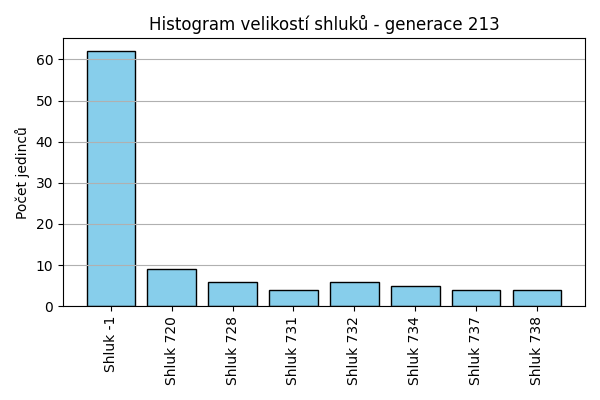 Histogram velikostí shluků - generace 213
Počet jedinců
60
50
40
30
20
10
0
Shluk -1
Shluk 720
Shluk 728
Shluk 731
Shluk 732
Shluk 734
Shluk 737
Shluk 738